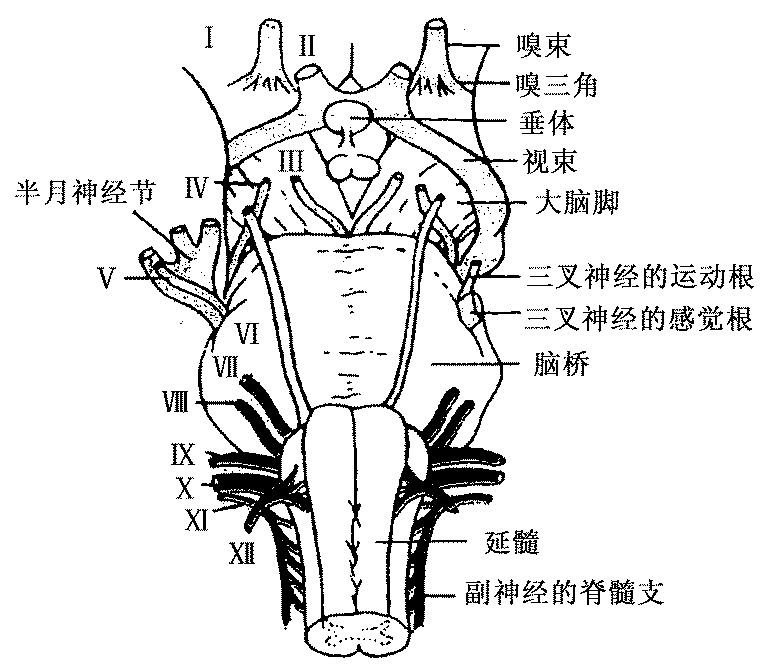 I
II
嗅束
嗅三角
垂体
III
视束
IV
半月神经节
大脑脚
V
三叉神经的运动根
三叉神经的感觉根
VI
VII
脑桥
VIII
IX
X
XI
延髓
XII
副神经的脊髓支